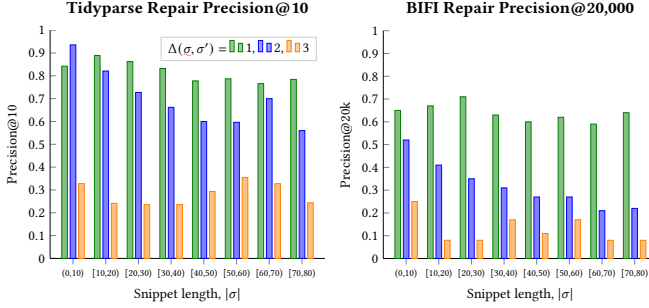 Tidyparse Repair Precision@10
Δ(σ, σ′) = 1, 2, 3
Precision@10
1
0.9
0.8
0.7
0.6
0.5
0.4
0.3
0.2
0.1
0
(0,10) [10,20) [20,30) [30,40) [40,50) [50,60) [60,70) [70,80)
Snippet length, |σ|
BIFI Repair Precision@20,000
Precision@20k
1
0.9
0.8
0.7
0.6
0.5
0.4
0.3
0.2
0.1
0
(0,10) [10,20) [20,30) [30,40) [40,50) [50,60) [60,70) [70,80)
Snippet length, |σ|